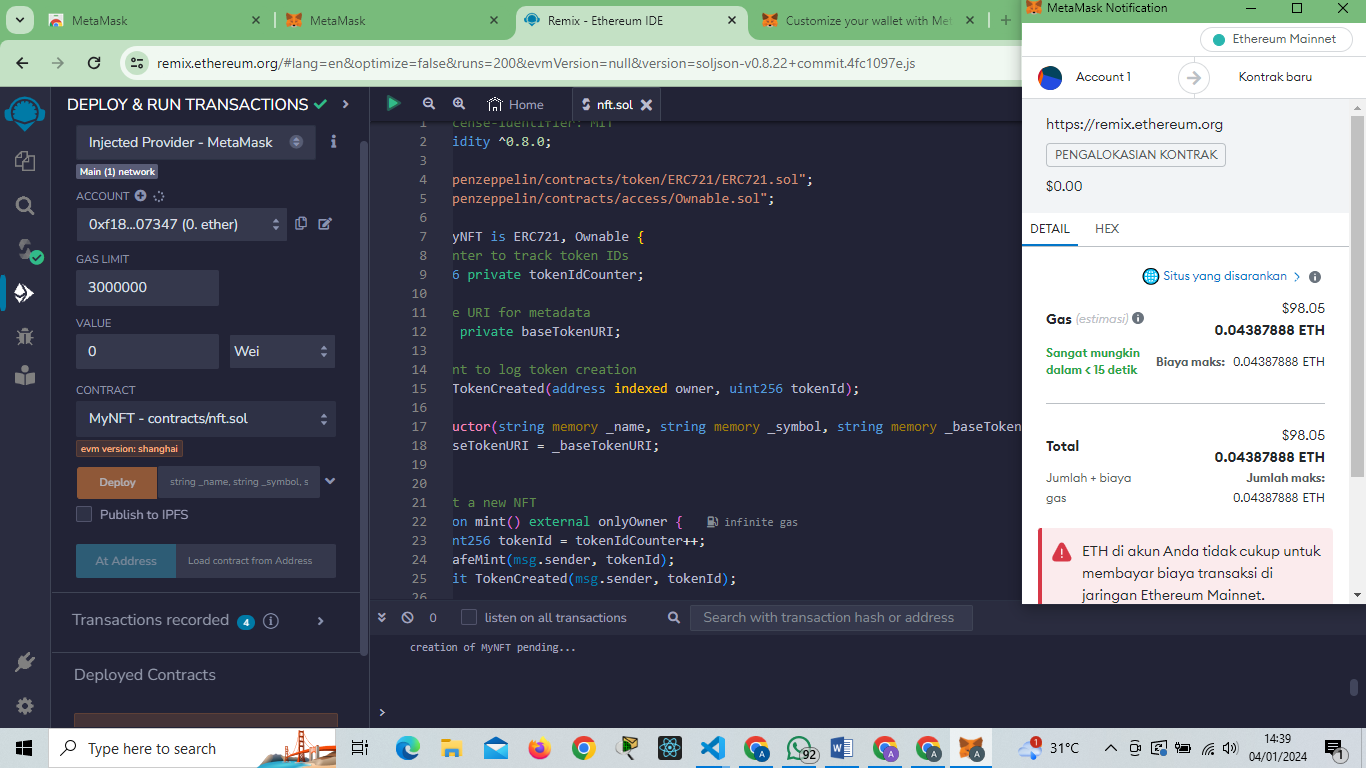 MetaMask
MetaMask
Remix - Ethereum IDE
Customize your wallet with Met
remix.ethereum.org/#lang=en&optimize=false&runs=200&evmVersion=null&version=soljson-v0.8.22+commit.4fc1097e.js
DEPLOY & RUN TRANSACTIONS
Injected Provider - MetaMask
Main (1) network
ACCOUNT
0xf18...07347 (0. ether)
GAS LIMIT
3000000
VALUE
0
Wei
CONTRACT
MyNFT - contracts/nft.sol
evm version: shanghai
Deploy
string _name, string _symbol, s
Publish to IPFS
At Address
Load contract from Address
Transactions recorded 4
Deployed Contracts
Home
nft.sol
1 cense-identifier: MIT
2 idity ^0.8.0;
3
4 penzeppelin/contracts/token/ERC721/ERC721.sol";
5 penzeppelin/contracts/access/Ownable.sol";
6
7 yNFT is ERC721, Ownable {
8 nter to track token IDs
9 6 private tokenIdCounter;
10
11 e URI for metadata
12 private baseTokenURI;
13
14 nt to log token creation
15 TokenCreated(address indexed owner, uint256 tokenId);
16
17 uctor(string memory _name, string memory _symbol, string memory _baseToken
18 seTokenURI = _baseTokenURI;
19
20
21 t a new NFT
22 on mint() external onlyOwner { infinite gas
23 nt256 tokenId = tokenIdCounter++;
24 afeMint(msg.sender, tokenId);
25 it TokenCreated(msg.sender, tokenId);
26
0
listen on all transactions
Search with transaction hash or address
creation of MyNFT pending...
>
MetaMask Notification
Ethereum Mainnet
Account 1
Kontrak baru
https://remix.ethereum.org
PENGALOKASIAN KONTRAK
$0.00
DETAIL
HEX
Situs yang disarankan
Gas (estimasi)
$98.05
0.04387888 ETH
Sangat mungkin
dalam < 15 detik
Biaya maks: 0.04387888 ETH
Total
$98.05
0.04387888 ETH
Jumlah + biaya
gas
Jumlah maks:
0.04387888 ETH
ETH di akun Anda tidak cukup untuk
membayar biaya transaksi di
jaringan Ethereum Mainnet.
Type here to search
92
1
31°C
14:39
04/01/2024
1